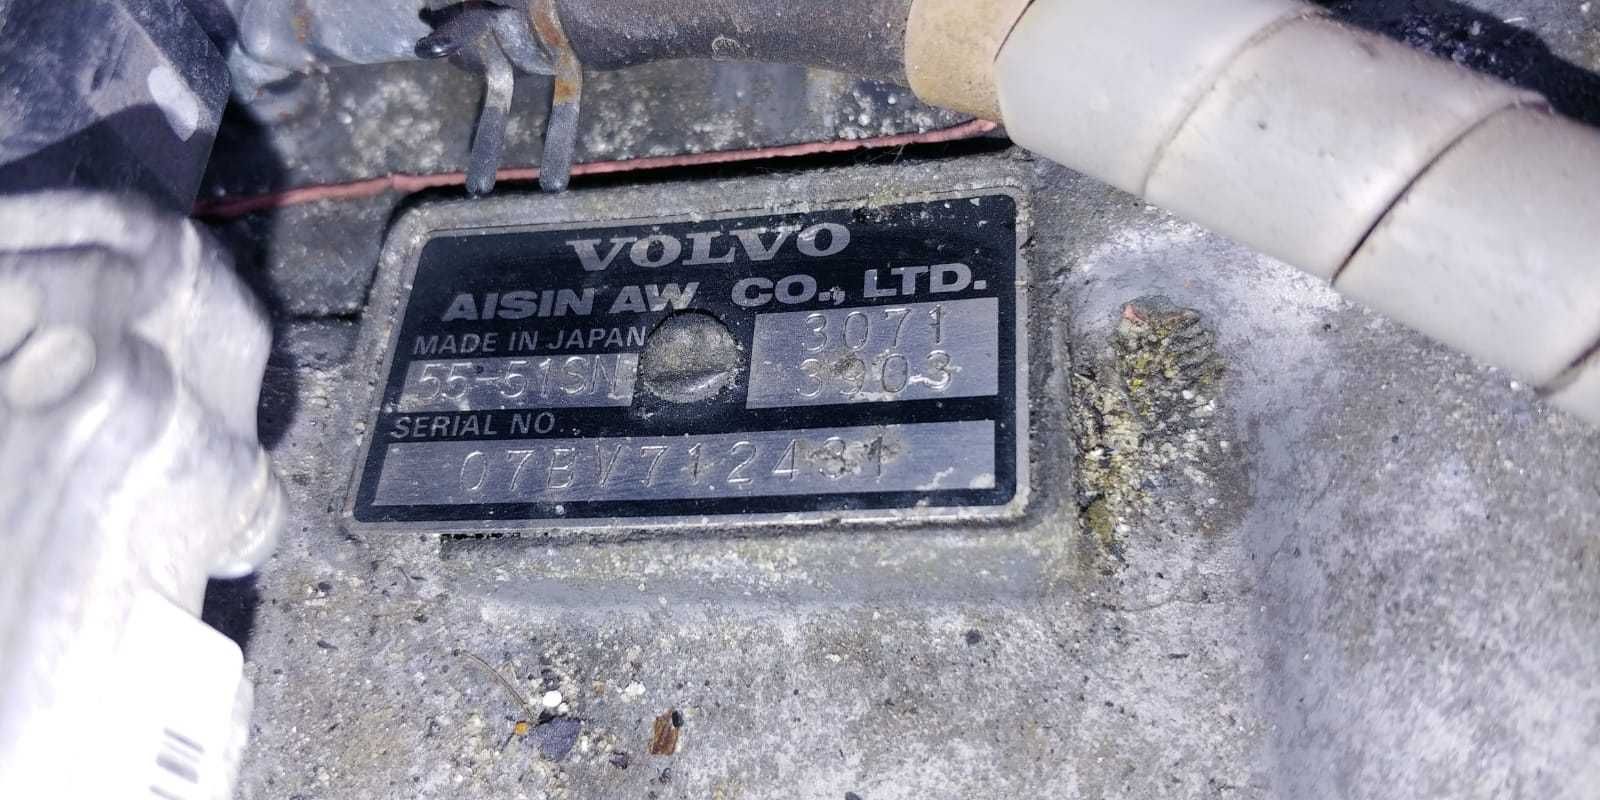 VOLVO
AISIN AW CO., LTD.
MADE IN JAPAN
3071
55-51SN
3903
SERIAL NO.
07BV712431